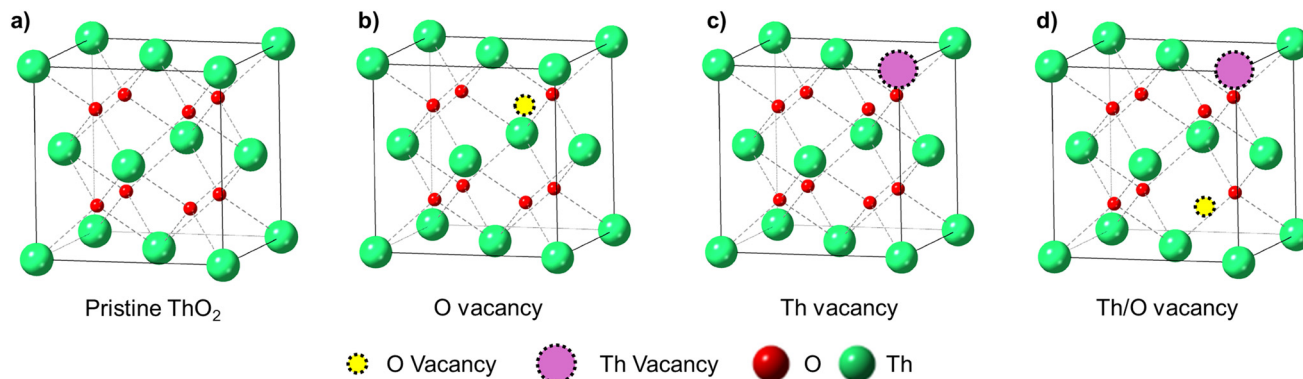 a)
b)
c)
d)
Pristine ThO₂
O vacancy
Th vacancy
Th/O vacancy
O Vacancy
Th Vacancy
O
Th